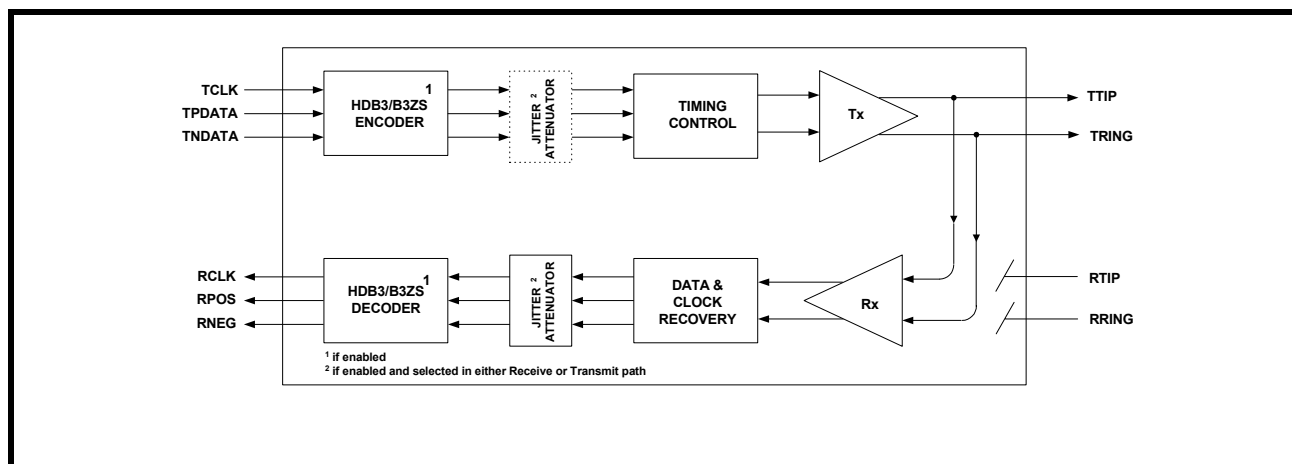 TCLK
TPDATA
TNDATA
HDB3/B3ZS 1
ENCODER
JITTER 2
ATTENUATOR
TIMING
CONTROL
Tx
TTIP
TRING
RCLK
RPOS
RNEG
HDB3/B3ZS 1
DECODER
JITTER 2
ATTENUATOR
DATA &
CLOCK
RECOVERY
Rx
RTIP
RRING
1 if enabled
2 if enabled and selected in either Receive or Transmit path